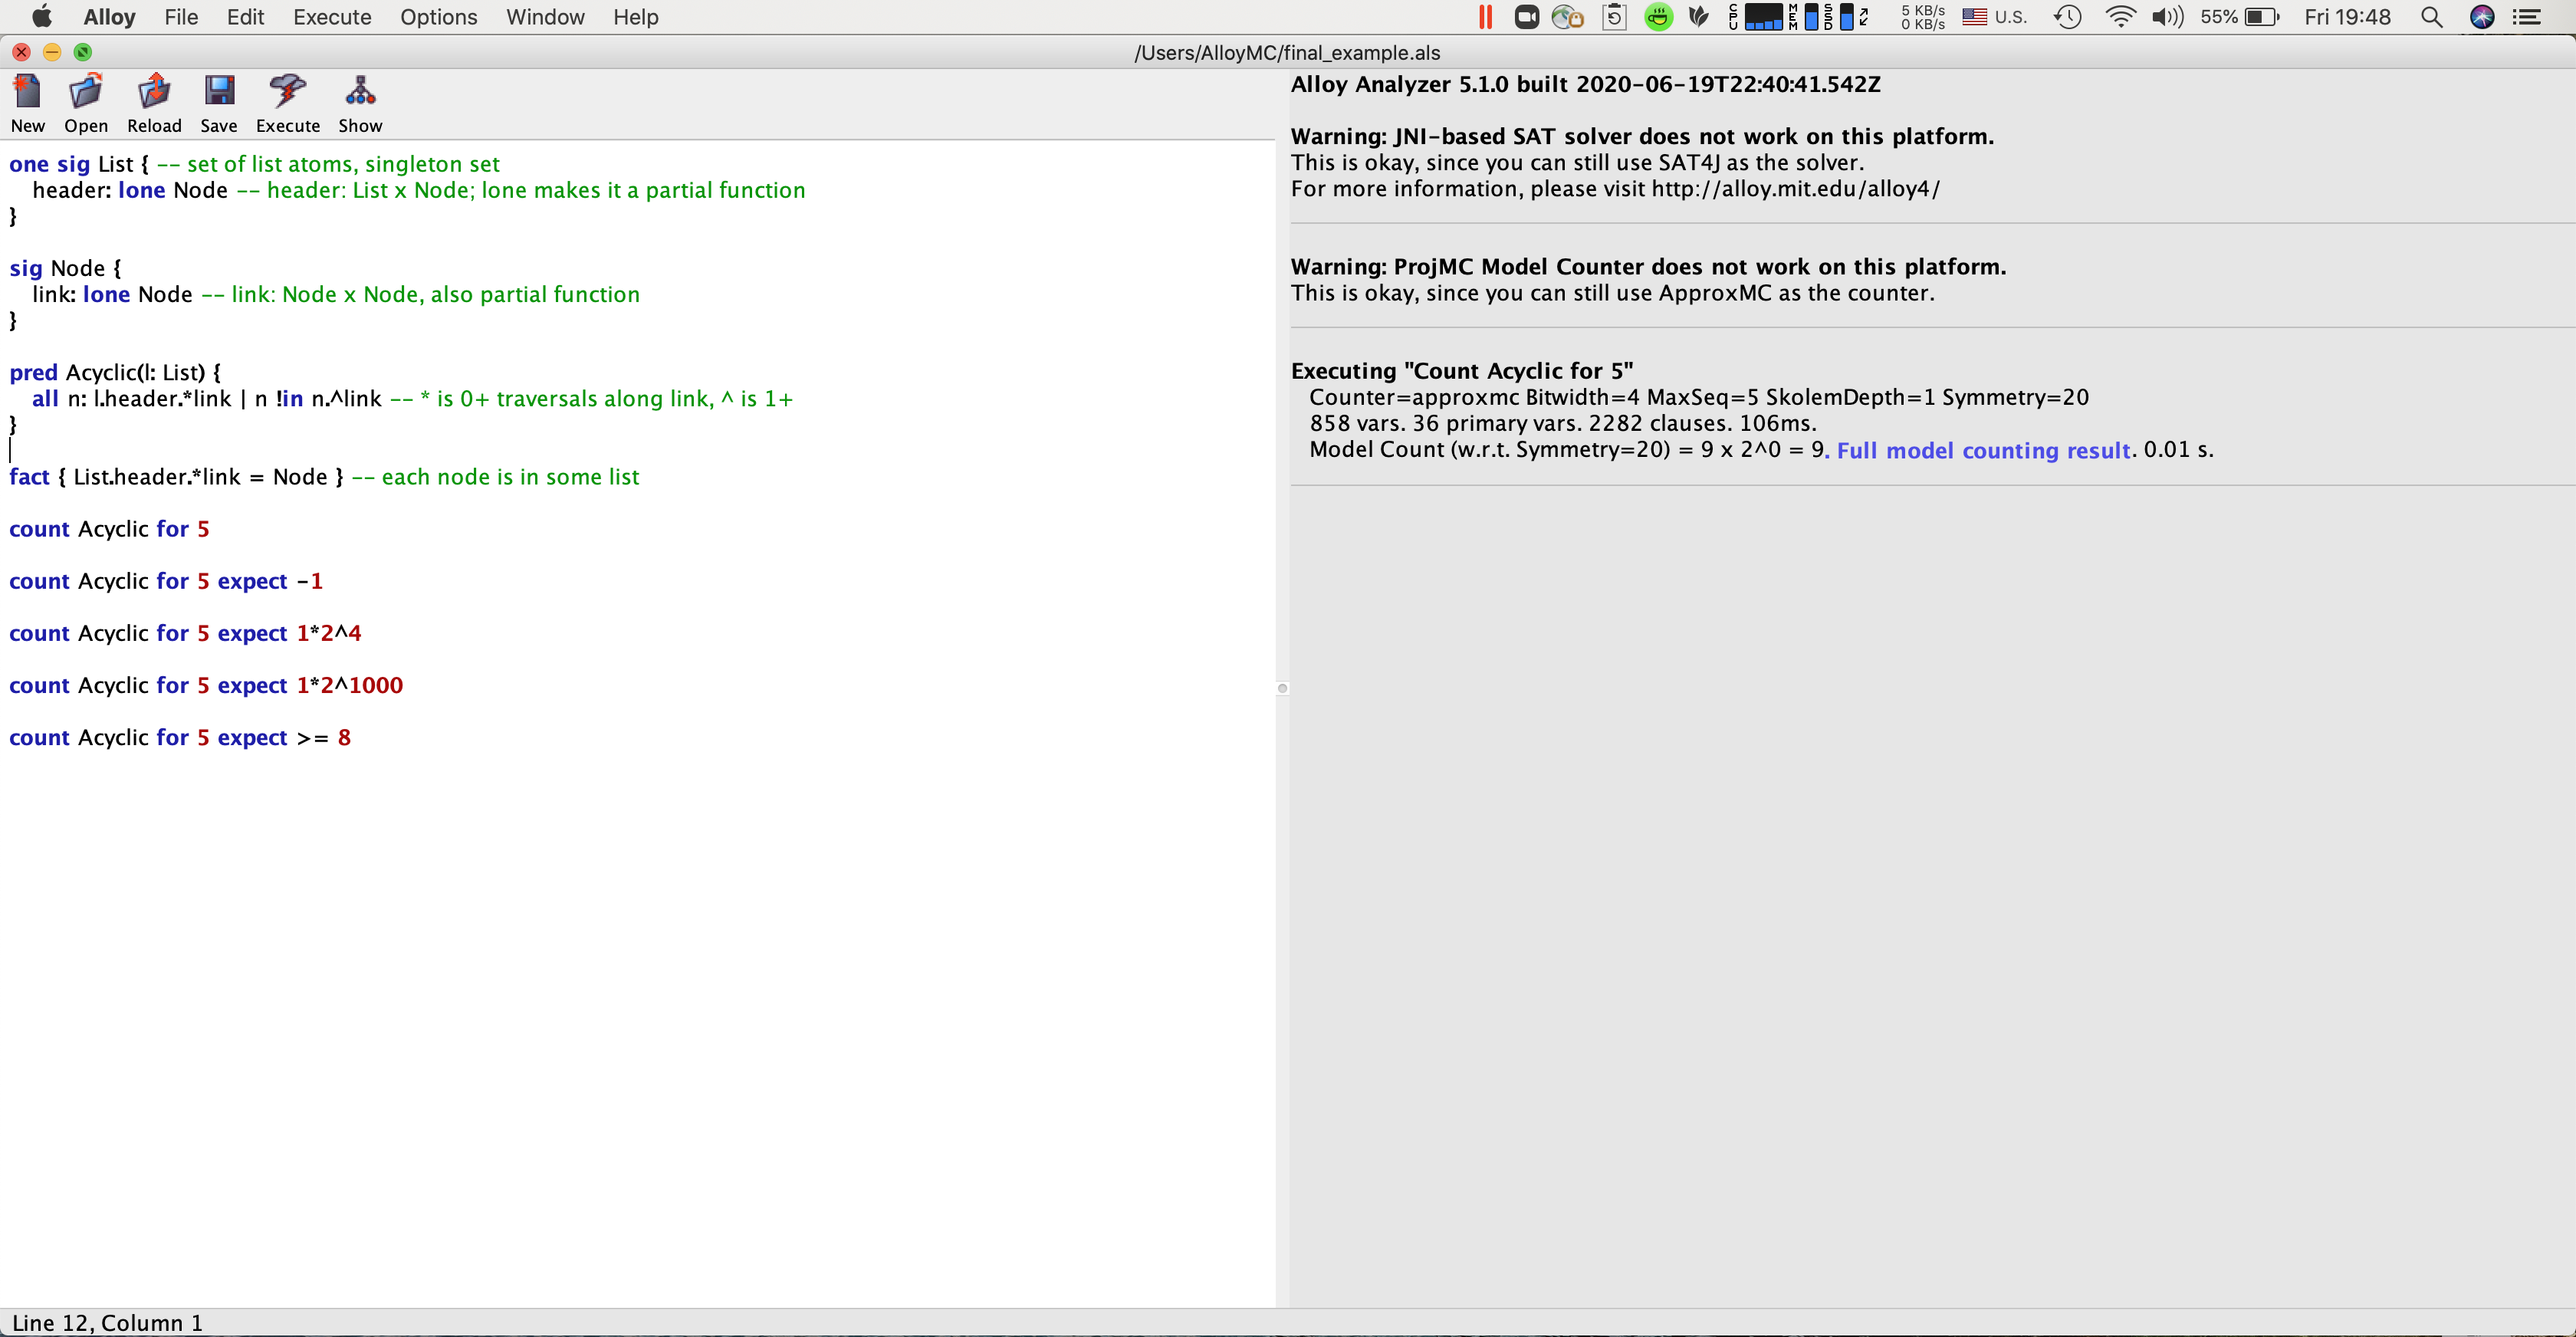 Alloy File Edit Execute Options Window Help
CPU MEM SSD 5 KB/s 0 KB/s U.S. 55% Fri 19:48
/Users/AlloyMC/final_example.als
New Open Reload Save Execute Show
one sig List { -- set of list atoms, singleton set
header: lone Node -- header: List x Node; lone makes it a partial function
}
sig Node {
link: lone Node -- link: Node x Node, also partial function
}
pred Acyclic(l: List) {
all n: l.header.*link | n !in n.^link -- * is 0+ traversals along link, ^ is 1+
}
fact { List.header.*link = Node } -- each node is in some list
count Acyclic for 5
count Acyclic for 5 expect -1
count Acyclic for 5 expect 1*2^4
count Acyclic for 5 expect 1*2^1000
count Acyclic for 5 expect >= 8
Alloy Analyzer 5.1.0 built 2020-06-19T22:40:41.542Z
Warning: JNI-based SAT solver does not work on this platform.
This is okay, since you can still use SAT4J as the solver.
For more information, please visit http://alloy.mit.edu/alloy4/
Warning: ProjMC Model Counter does not work on this platform.
This is okay, since you can still use ApproxMC as the counter.
Executing "Count Acyclic for 5"
Counter=approxmc Bitwidth=4 MaxSeq=5 SkolemDepth=1 Symmetry=20
858 vars. 36 primary vars. 2282 clauses. 106ms.
Model Count (w.r.t. Symmetry=20) = 9 x 2^0 = 9. Full model counting result. 0.01 s.
Line 12, Column 1